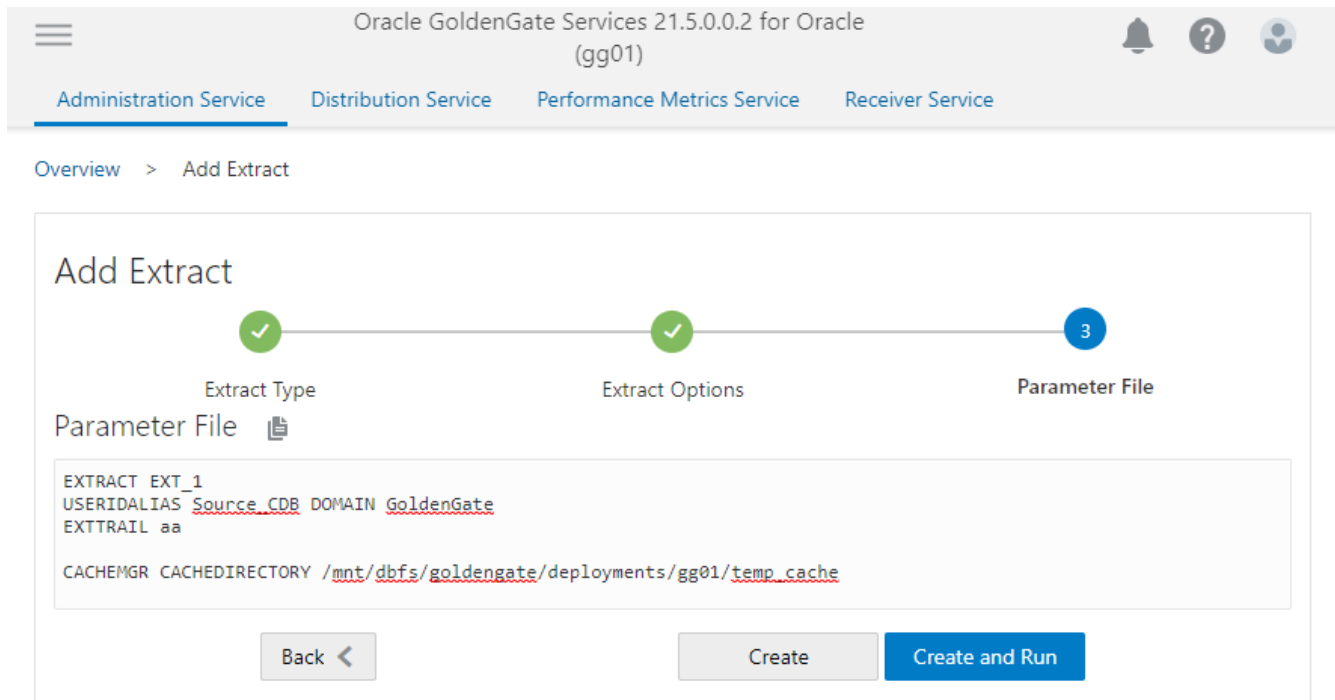 Oracle GoldenGate Services 21.5.0.0.2 for Oracle
(gg01)
?
Administration Service Distribution Service Performance Metrics Service Receiver Service
Overview > Add Extract
Add Extract
3
Extract Type Extract Options Parameter File
Parameter File
EXTRACT EXT_1
USERIDALIAS Source_CDB DOMAIN GoldenGate
EXTTRAIL aa
CACHEMGR CACHEDIRECTORY /mnt/dbfs/goldengate/deployments/gg01/temp_cache
Back Create Create and Run